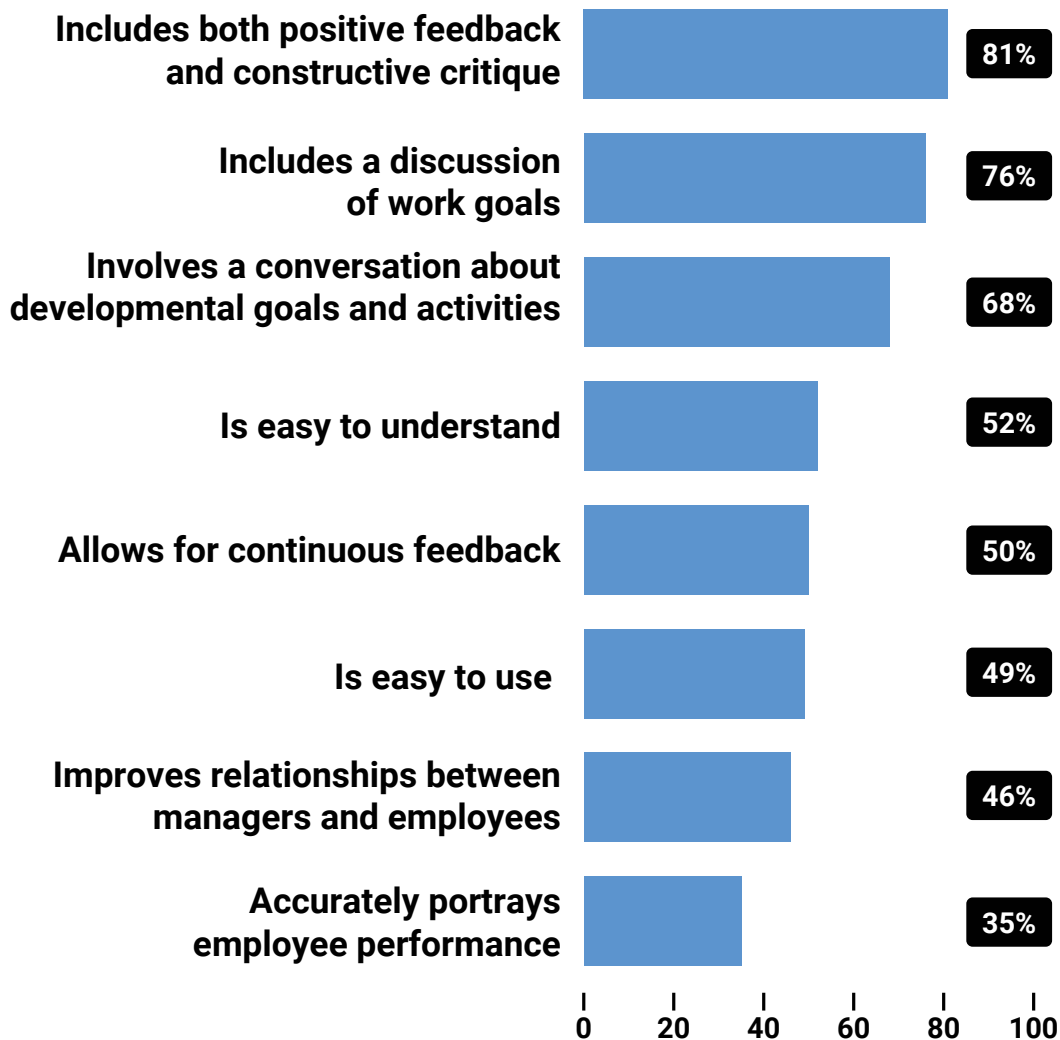 Includes both positive feedback
and constructive critique
81%
Includes a discussion
of work goals
76%
Involves a conversation about
developmental goals and activities
68%
Is easy to understand
52%
Allows for continuous feedback
50%
Is easy to use
49%
Improves relationships between
managers and employees
46%
Accurately portrays
employee performance
35%
0 20 40 60 80 100